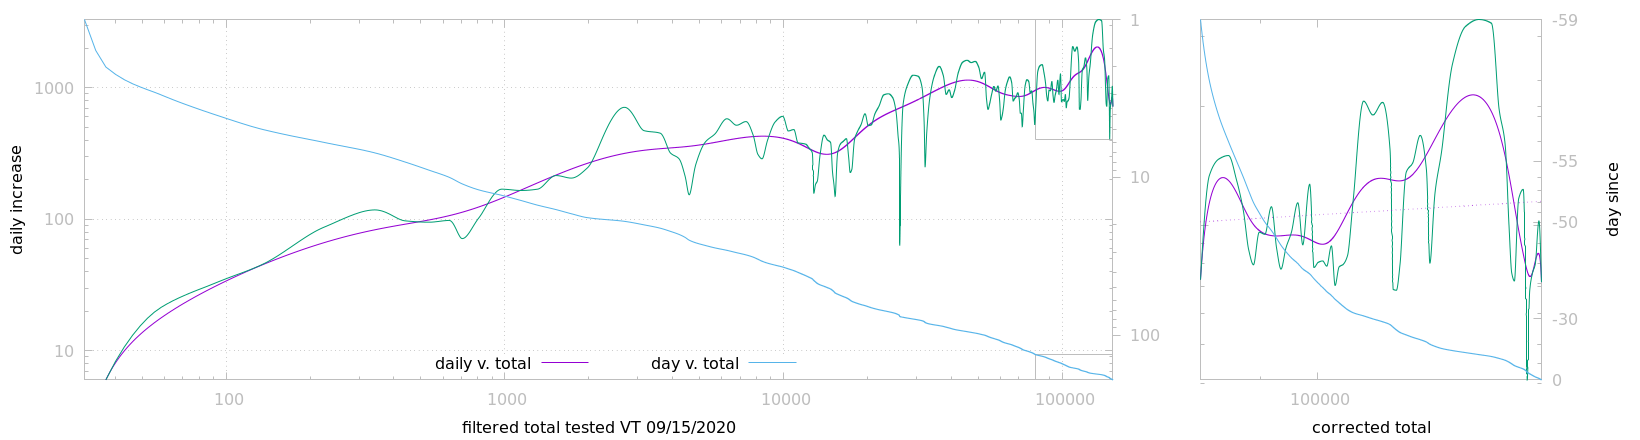 1000
100
10
daily increase
daily v. total
day v. total
100
1000
10000
100000
filtered total tested VT 09/15/2020
1
10
100
-59
-55
-50
-30
0
day since
100000
corrected total